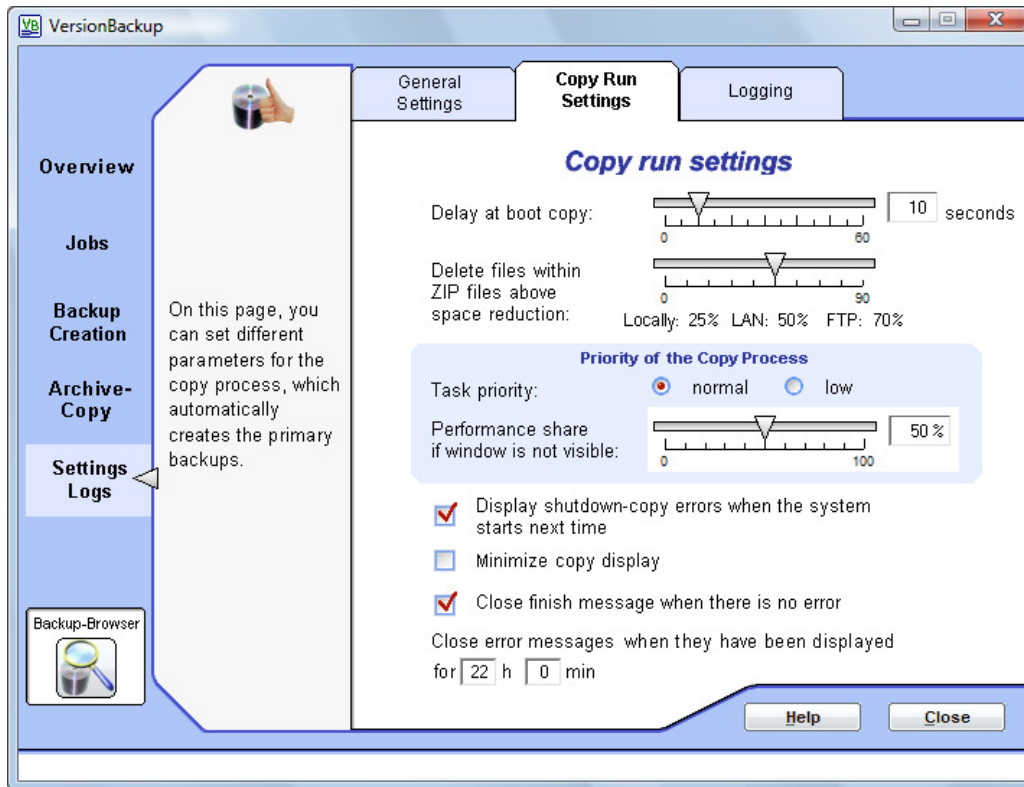 VB VersionBackup
General
Settings
Copy Run
Settings
Logging
Overview
Jobs
Backup
Creation
Archive-
Copy
Settings
Logs
Backup-Browser
On this page, you
can set different
parameters for the
copy process, which
automatically
creates the primary
backups.
Copy run settings
Delay at boot copy:
0 60
10 seconds
Delete files within
ZIP files above
space reduction:
0 90
Locally: 25% LAN: 50% FTP: 70%
Priority of the Copy Process
Task priority: normal low
Performance share
if window is not visible:
0 100
50 %
Display shutdown-copy errors when the system
starts next time
Minimize copy display
Close finish message when there is no error
Close error messages when they have been displayed
for 22 h 0 min
Help Close